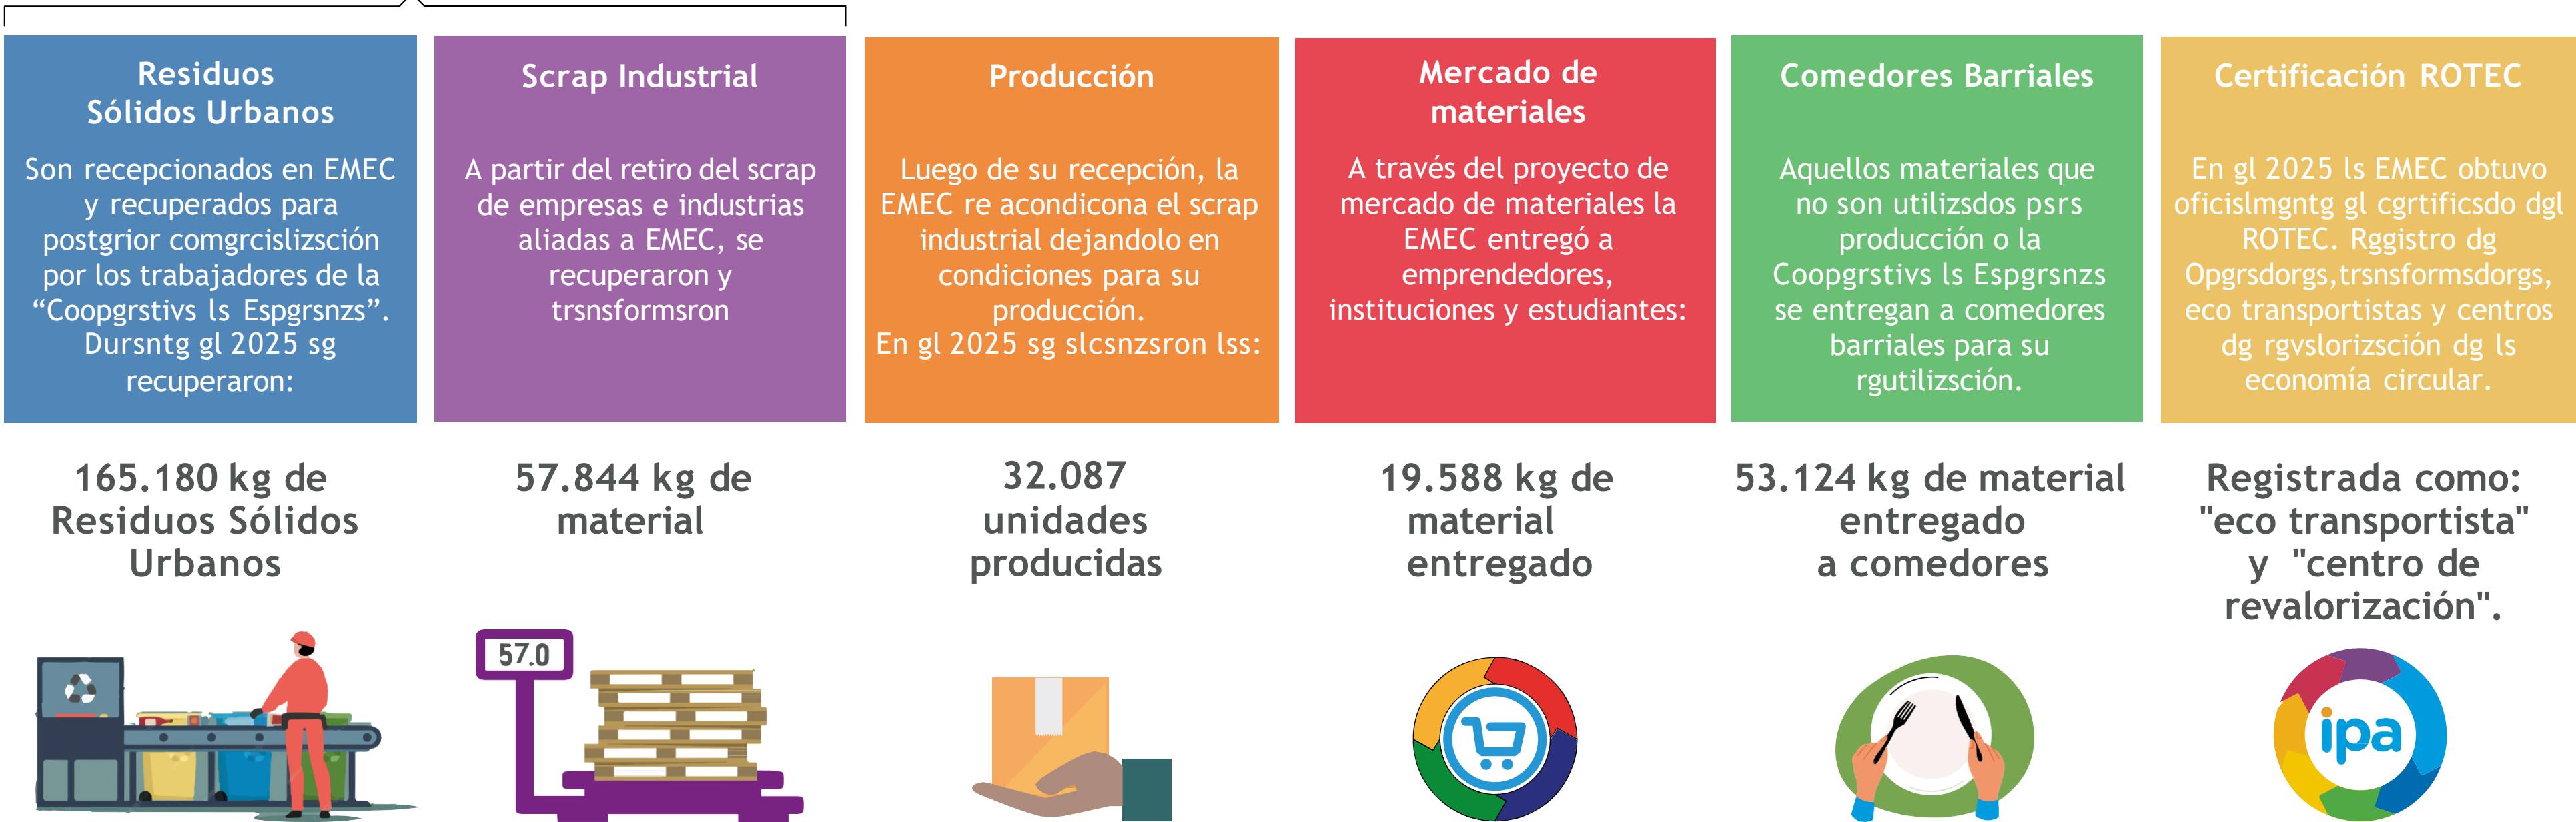 Residuos
Sólidos Urbanos
Son recepcionados en EMEC
y recuperados para
postgrior comgrcislizsción
por los trabajadores de la
“Coopgrstivs ls Espgrsnzs”.
Dursntg gl 2025 sg
recuperaron:
165.180 kg de
Residuos Sólidos
Urbanos
Scrap Industrial
A partir del retiro del scrap
de empresas e industrias
aliadas a EMEC, se
recuperaron y
trsnsformsron
57.844 kg de
material
57.0
Producción
Luego de su recepción, la
EMEC re acondicona el scrap
industrial dejandolo en
condiciones para su
producción.
En gl 2025 sg slcsnzsron lss:
32.087
unidades
producidas
Mercado de
materiales
A través del proyecto de
mercado de materiales la
EMEC entregó a
emprendedores,
instituciones y estudiantes:
19.588 kg de
material
entregado
Comedores Barriales
Aquellos materiales que
no son utilizsdos psrs
producción o la
Coopgrstivs ls Espgrsnzs
se entregan a comedores
barriales para su
rgutilizsción.
53.124 kg de material
entregado
a comedores
Certificación ROTEC
En gl 2025 ls EMEC obtuvo
oficislmgntg gl cgrtificsdo dgl
ROTEC. Rggistro dg
Opgrsdorgs,trsnsformsdorgs,
eco transportistas y centros
dg rgvslorizsción dg ls
economía circular.
Registrada como:
"eco transportista"
y "centro de
revalorización".
ipa